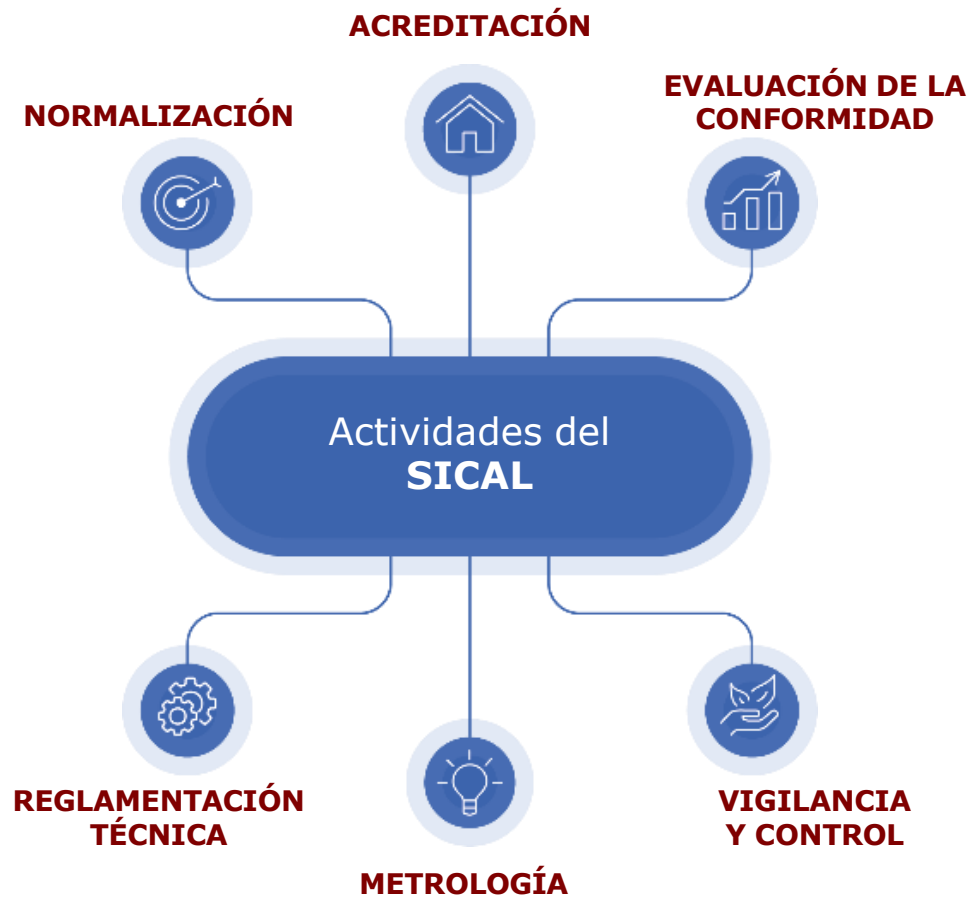 ACREDITACIÓN
NORMALIZACIÓN
EVALUACIÓN DE LA
CONFORMIDAD
Actividades del
SICAL
REGLAMENTACIÓN
TÉCNICA
METROLOGÍA
VIGILANCIA
Y CONTROL